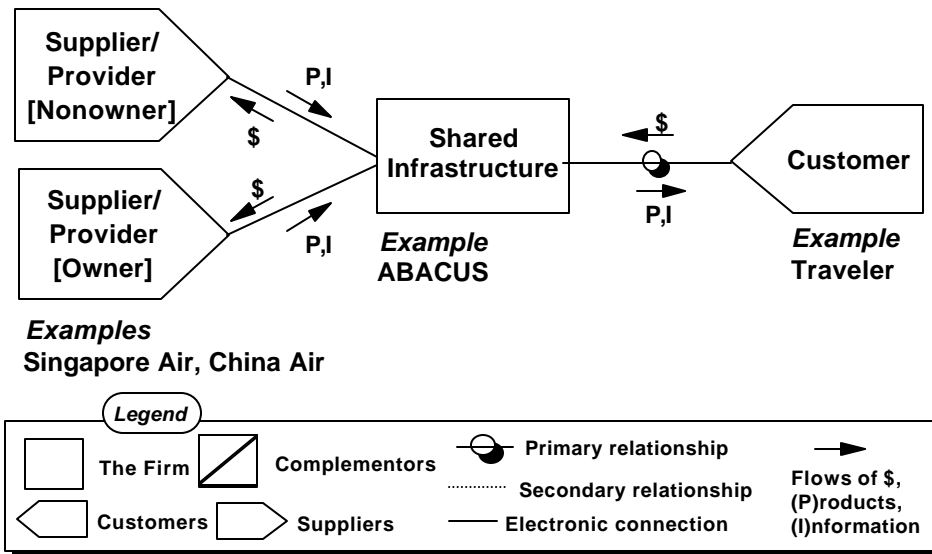 Supplier/
Provider
[Nonowner]
P,I
$
Supplier/
Provider
[Owner]
$
P,I
Shared
Infrastructure
Example
ABACUS
$
P,I
Customer
Example
Traveler
Examples
Singapore Air, China Air
Legend
The Firm
Complementors
Customers
Suppliers
Primary relationship
Secondary relationship
Electronic connection
Flows of $,
(P)roducts,
(I)nformation